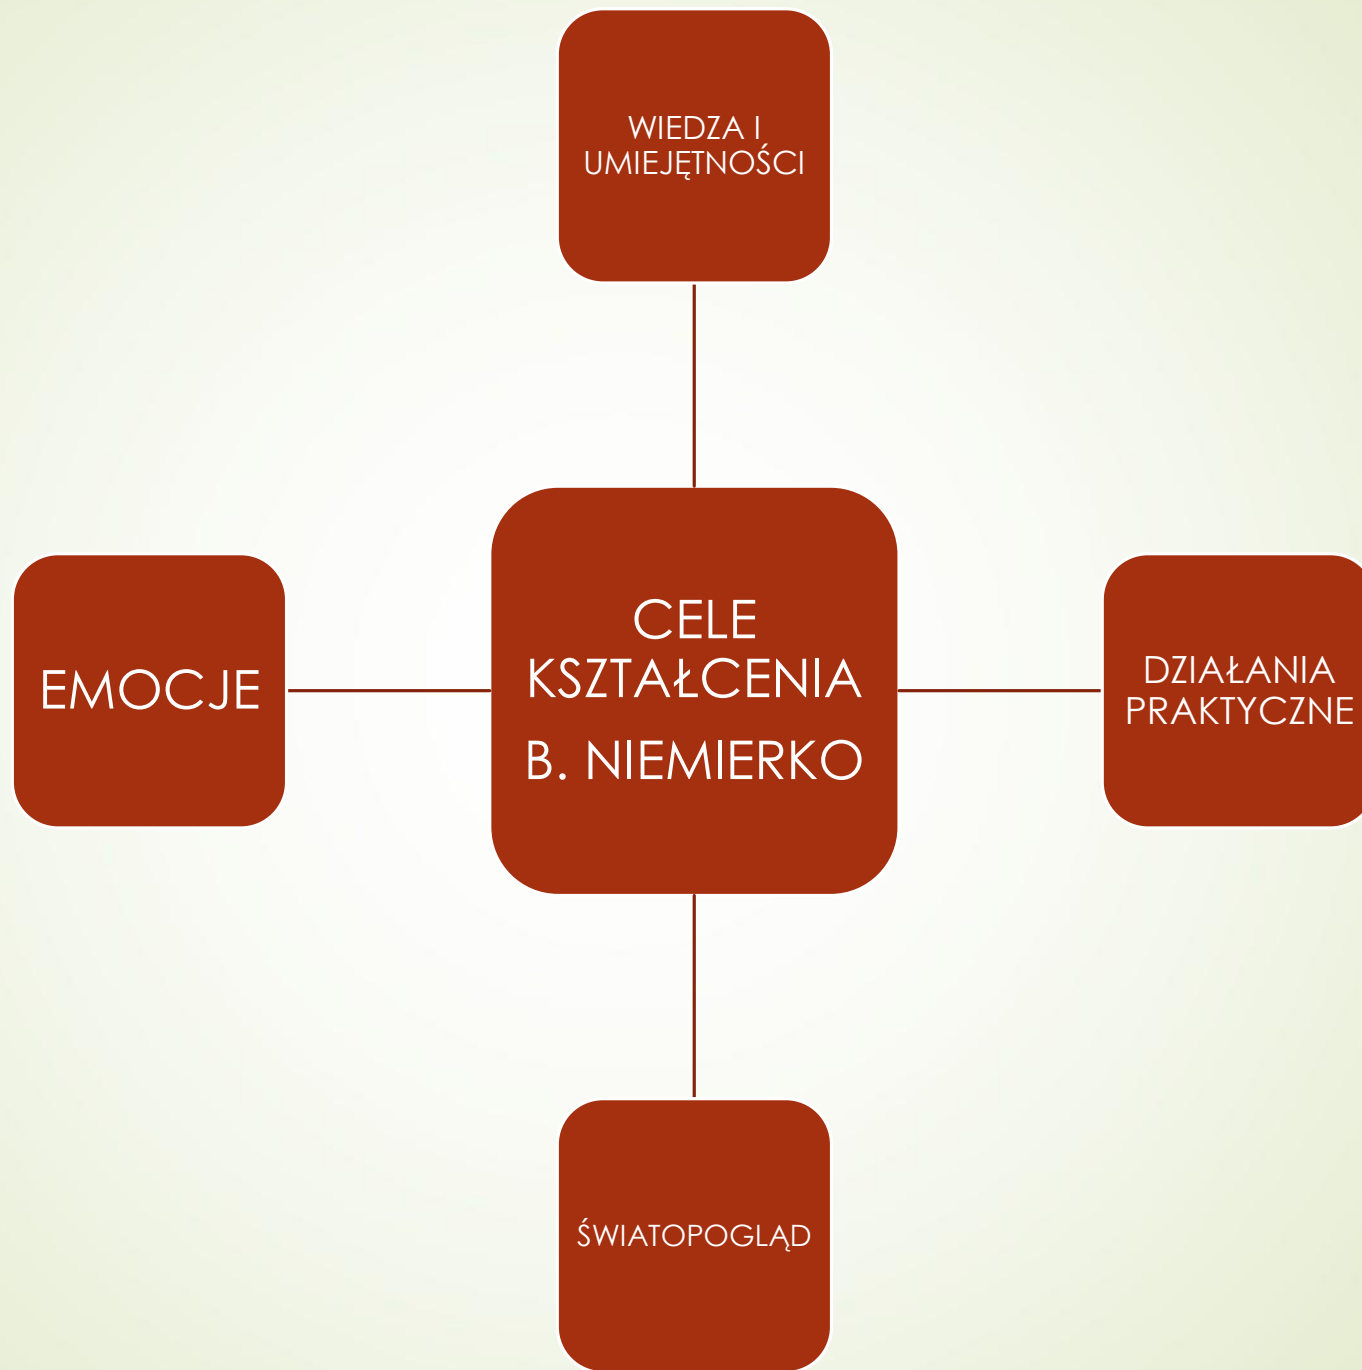 WIEDZA I
UMIEJĘTNOŚCI
EMOCJE
CELE
KSZTAŁCENIA
B. NIEMIERKO
DZIAŁANIA
PRAKTYCZNE
ŚWIATOPOGLĄD